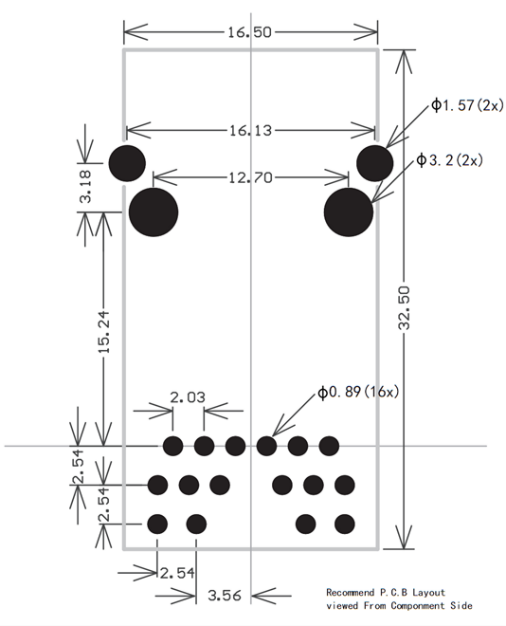 16.50
ϕ1.57(2x)
16.13
ϕ3.2(2x)
12.70
3.18
15.24
32.50
ϕ0.89(16x)
2.03
2.54
2.54
2.54
3.56
Recommend P.C.B Layout
viewed From Componment Side